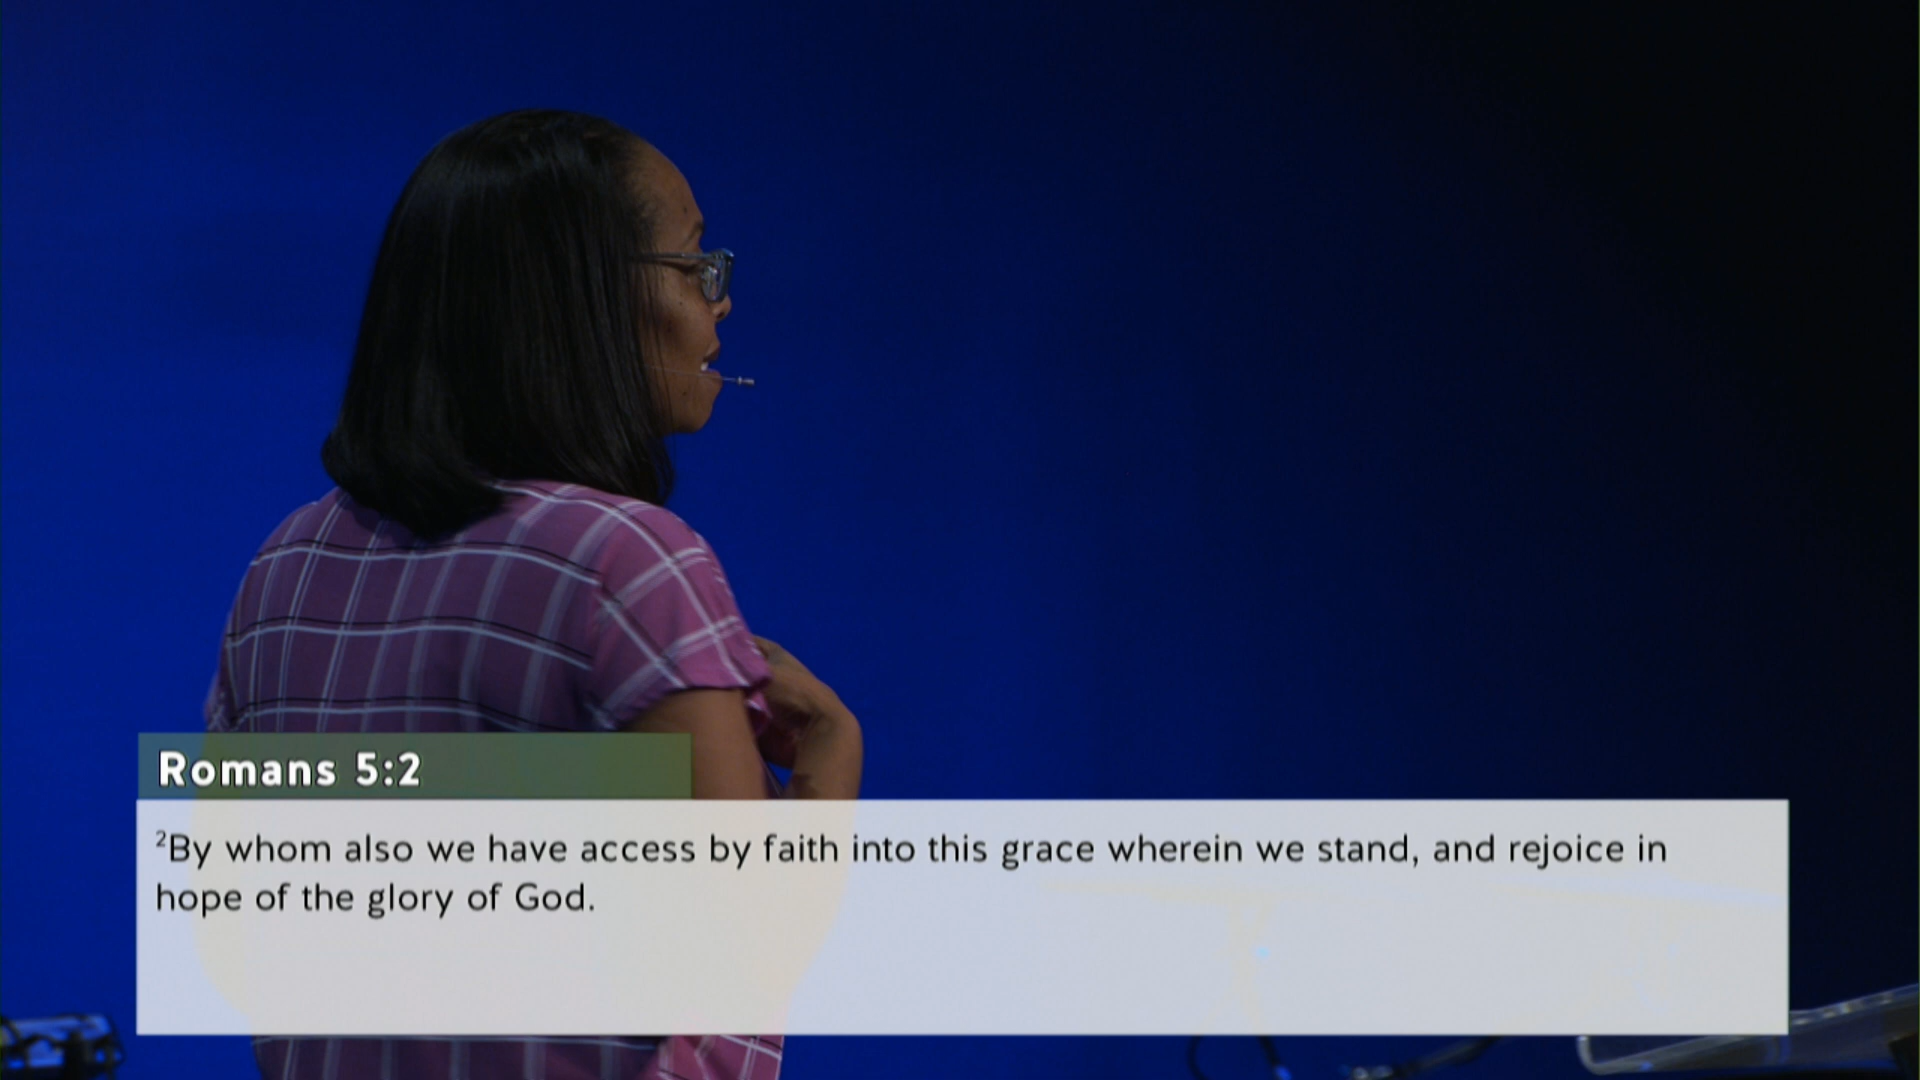 Romans 5:2
²By whom also we have access by faith into this grace wherein we stand, and rejoice in
hope of the glory of God.